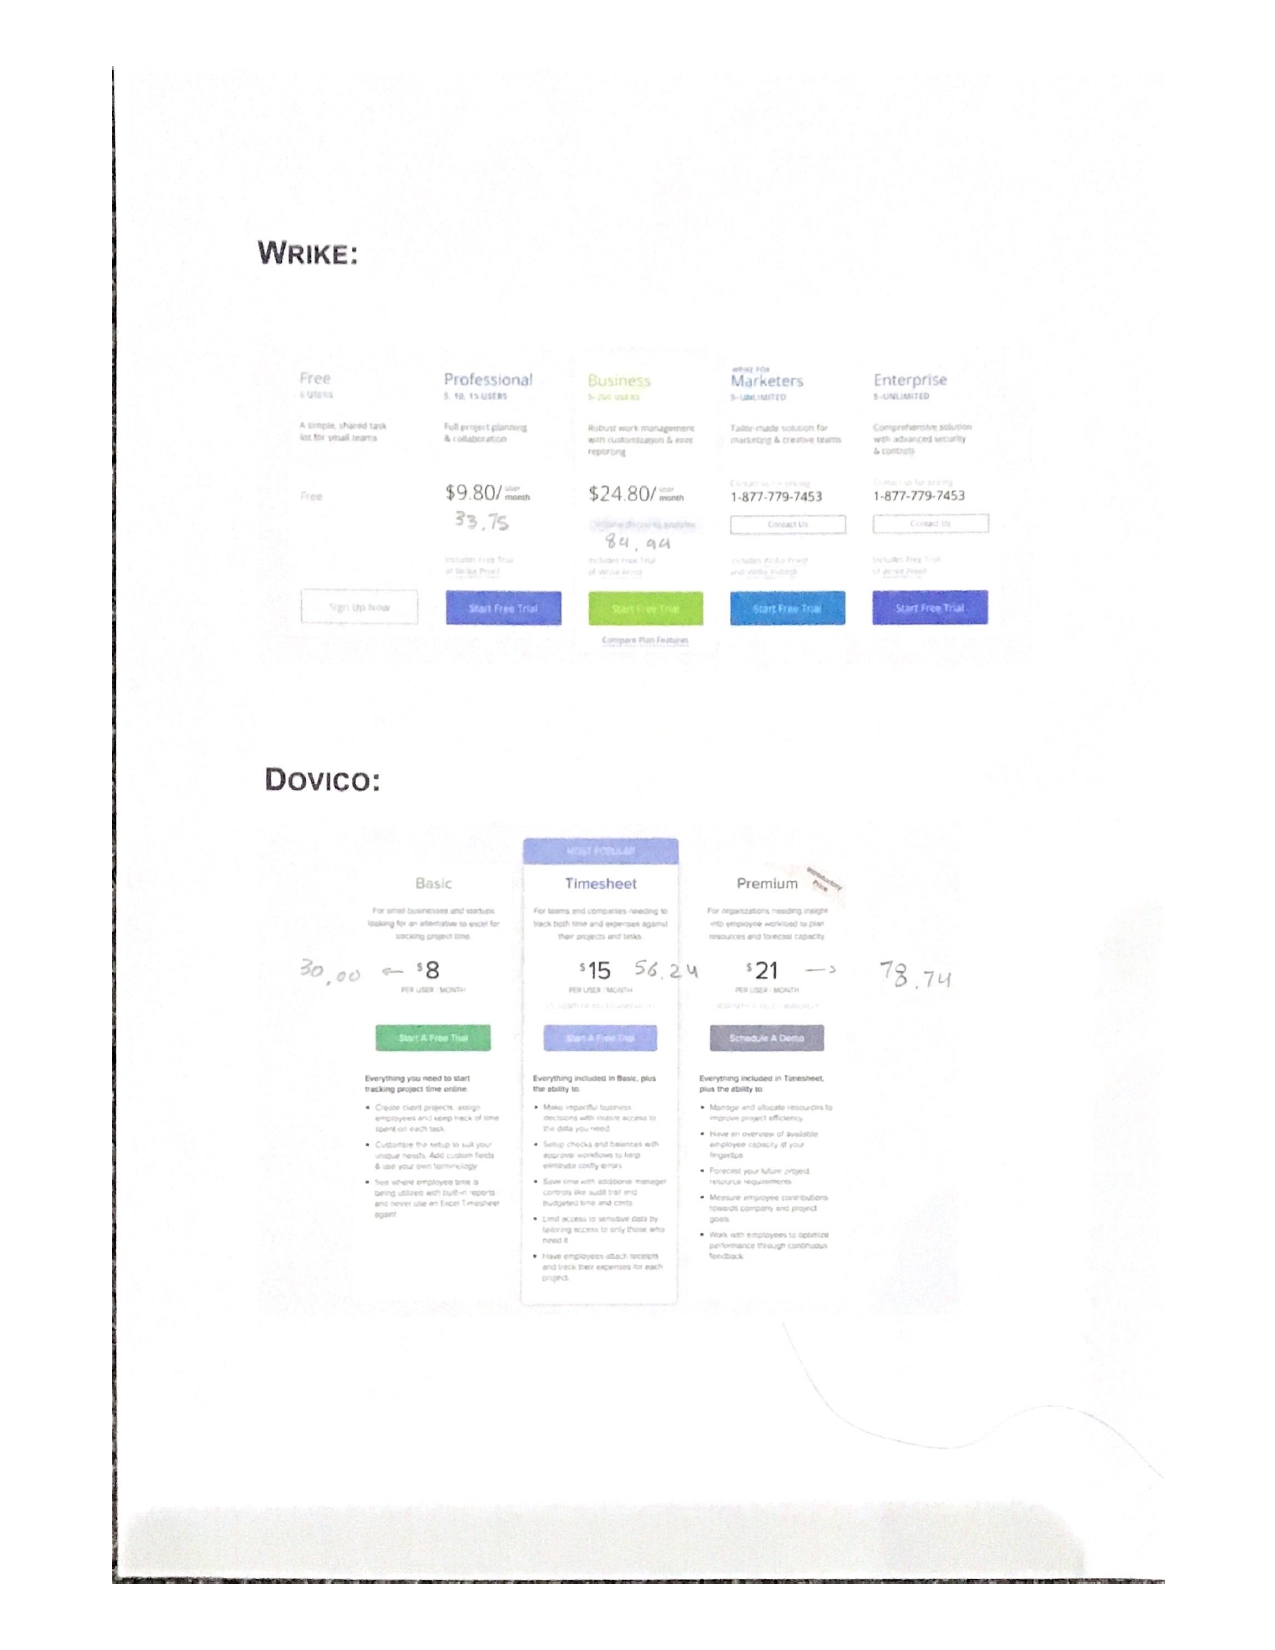 WRIKE:
Free
A simple, shared task
list for small teams
Free
Sign Up Now
Professional
5, 10, 15 USERS
Full project planning
& collaboration
$9.80/ user
month
33.75
Includes Free Trial
of Wrike Proof
Start Free Trial
Business
5-200 USERS
Robust work management
with customization & exec
reporting
$24.80/ user
month
84.94
Includes Free Trial
of Wrike Proof
Start Free Trial
Compare Plan Features
WRIKE FOR
Marketers
5-UNLIMITED
Tailor-made solution for
marketing & creative teams
Contact us for pricing
1-877-779-7453
Contact Us
Includes Wrike Proof
and Wrike Publish
Start Free Trial
Enterprise
5-UNLIMITED
Comprehensive solution
with advanced security
& controls
Contact us for pricing
1-877-779-7453
Contact Us
Includes Free Trial
of Wrike Proof
Start Free Trial
DOVICO:
Basic
For small businesses and startups
looking for an alternative to excel for
tracking project time
30.00 ← $8
PER USER / MONTH
Start A Free Trial
Everything you need to start
tracking project time online.
• Create client projects, assign
employees and keep track of time
spent on each task.
• Customize the setup to suit your
unique needs. Add custom fields
& use your own terminology
• See where employee time is
being utilized with built-in reports
and never use an Excel Timesheet
again!
MOST POPULAR
Timesheet
For teams and companies needing to
track both time and expenses against
their projects and tasks
$15 56.24
PER USER / MONTH
Start A Free Trial
Everything included in Basic, plus
the ability to:
• Make impactful business
decisions with instant access to
the data you need.
• Setup checks and balances with
approval workflows to help
eliminate costly errors.
• Save time with additional manager
controls like audit trail and
budgeted time and costs.
• Limit access to sensitive data by
tailoring access to only those who
need it
• Have employees attach receipts
and track their expenses for each
project.
Premium
Introductory
Price
For organizations needing insight
into employee workload to plan
resources and forecast capacity
$21 → 78.74
PER USER / MONTH
Schedule A Demo
Everything included in Timesheet,
plus the ability to:
• Manage and allocate resources to
improve project efficiency.
• Have an overview of available
employee capacity at your
fingertips
• Forecast your future project
resource requirements.
• Measure employee contributions
towards company and project
goals.
• Work with employees to optimize
performance through continuous
feedback.